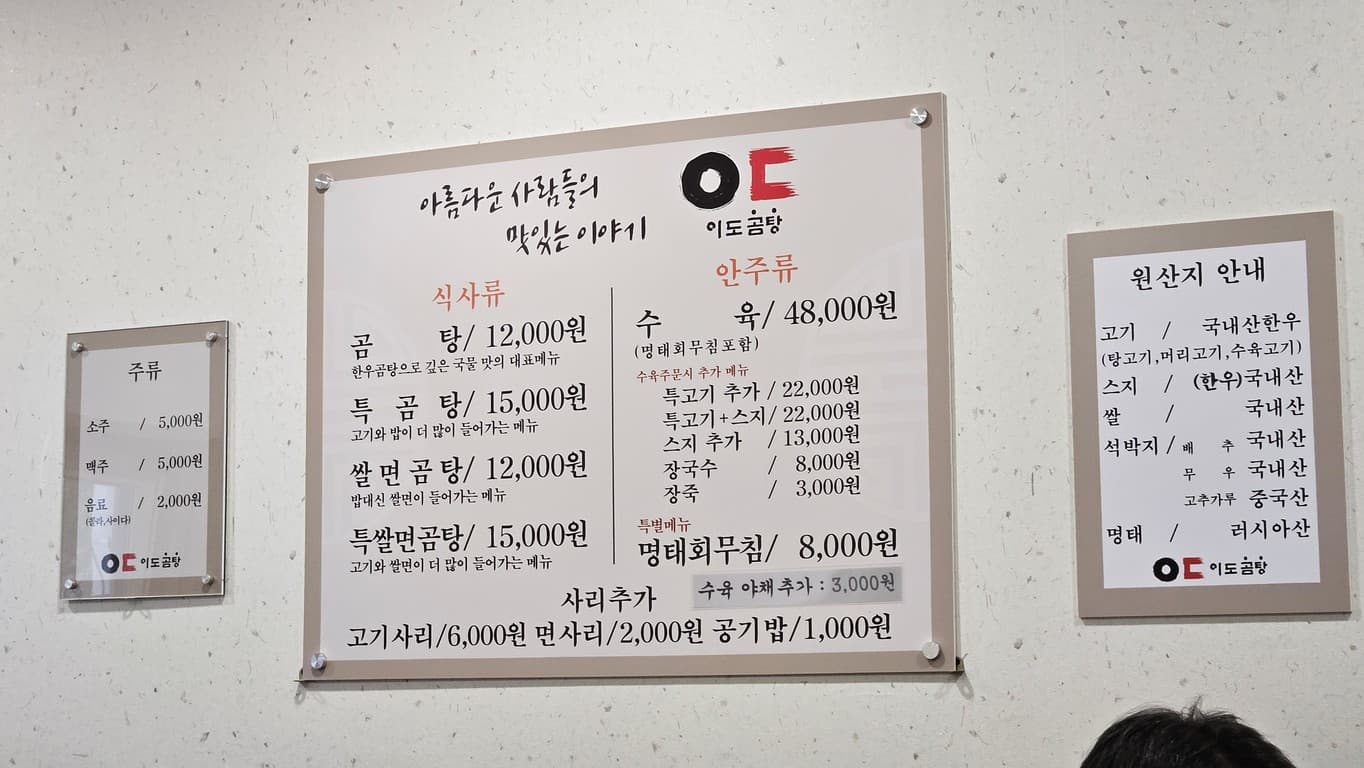 주류
소주 / 5,000원
맥주 / 5,000원
음료 / 2,000원
(콜라,사이다)
이도곰탕
아름다운 사람들의
맛있는 이야기
이도곰탕
식사류
곰탕/ 12,000원
한우곰탕으로 깊은 국물 맛의 대표메뉴
특곰탕/ 15,000원
고기와 밥이 더 많이 들어가는 메뉴
쌀면곰탕/ 12,000원
밥대신 쌀면이 들어가는 메뉴
특쌀면곰탕/ 15,000원
고기와 쌀면이 더 많이 들어가는 메뉴
안주류
수육/ 48,000원
(명태회무침포함)
수육주문시 추가 메뉴
특고기 추가 / 22,000원
특고기+스지/ 22,000원
스지 추가 / 13,000원
장국수 / 8,000원
장죽 / 3,000원
특별메뉴
명태회무침/ 8,000원
수육 야채추가 : 3,000원
사리추가
고기사리/6,000원 면사리/2,000원 공기밥/1,000원
원산지 안내
고기 / 국내산한우
(탕고기,머리고기,수육고기)
스지 / (한우)국내산
쌀 / 국내산
석박지 / 배추 국내산
무우 국내산
고추가루 중국산
명태 / 러시아산
이도곰탕